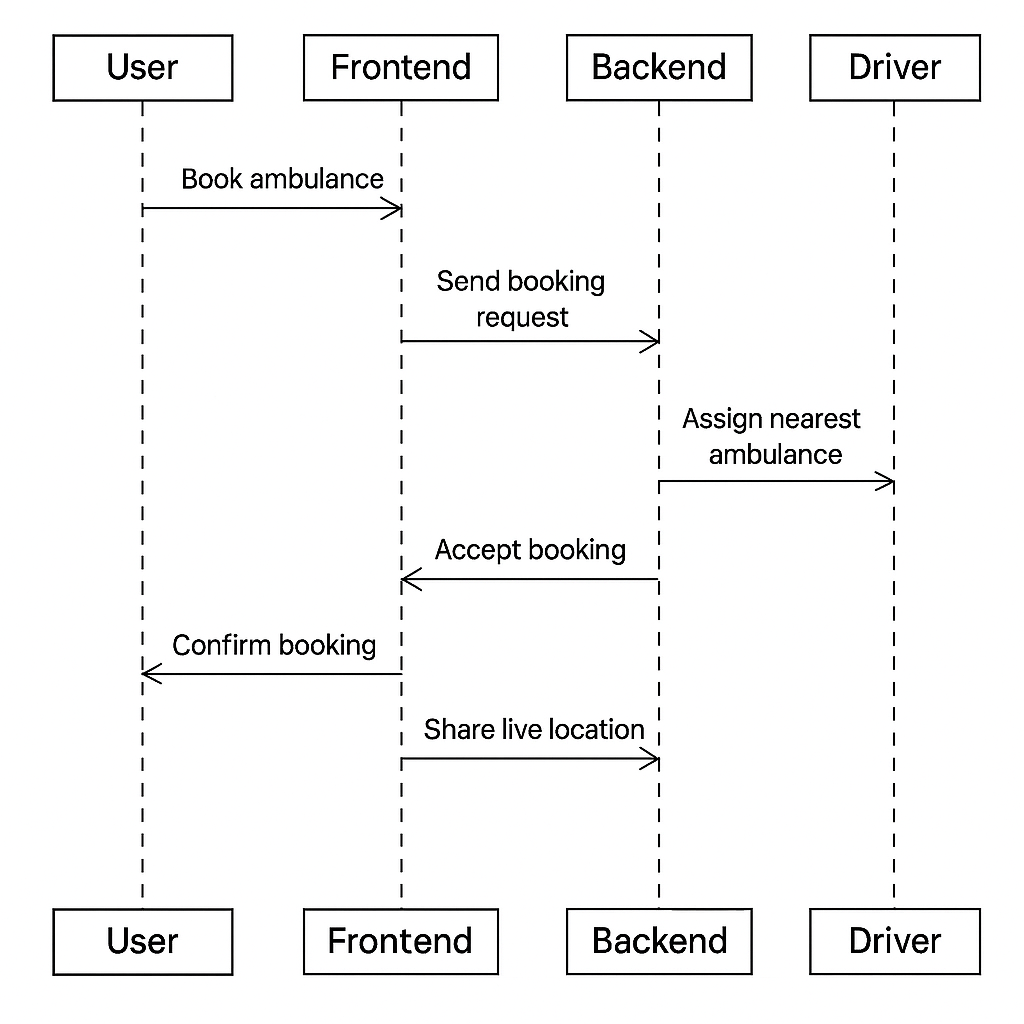 User
Frontend
Backend
Driver
Book ambulance
Send booking
request
Assign nearest
ambulance
Accept booking
Confirm booking
Share live location
User
Frontend
Backend
Driver